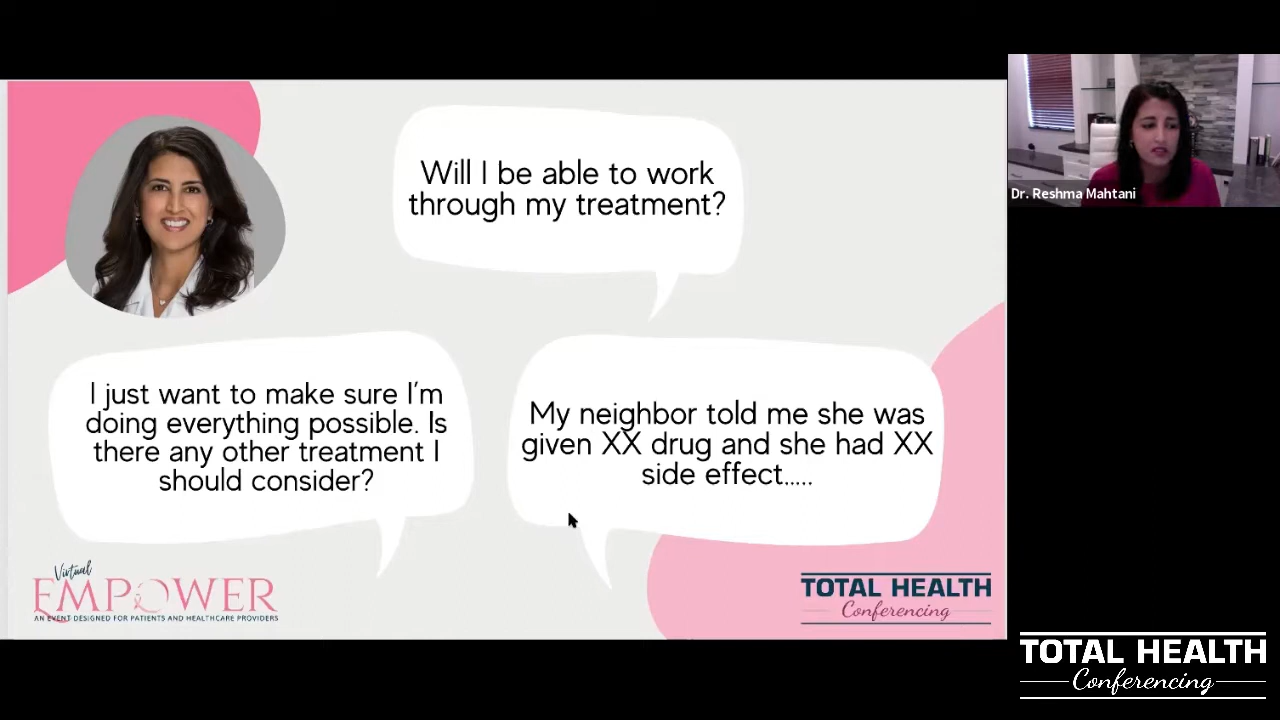 Will I be able to work
through my treatment?
Dr. Reshma Mahtani
I just want to make sure I'm
doing everything possible. Is
there any other treatment I
should consider?
My neighbor told me she was
given XX drug and she had XX
side effect.....
Virtual
EMPOWER
AN EVENT DESIGNED FOR PATIENTS AND HEALTHCARE PROVIDERS
TOTAL HEALTH
Conferencing
TOTAL HEALTH
Conferencing